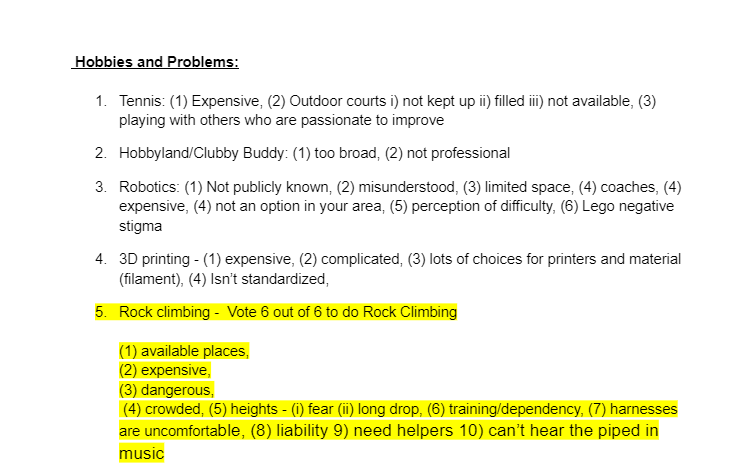 Hobbies and Problems:
1. Tennis: (1) Expensive, (2) Outdoor courts i) not kept up ii) filled iii) not available, (3)
playing with others who are passionate to improve
2. Hobbyland/Clubby Buddy: (1) too broad, (2) not professional
3. Robotics: (1) Not publicly known, (2) misunderstood, (3) limited space, (4) coaches, (4)
expensive, (4) not an option in your area, (5) perception of difficulty, (6) Lego negative
stigma
4. 3D printing - (1) expensive, (2) complicated, (3) lots of choices for printers and material
(filament), (4) Isn't standardized,
5. Rock climbing - Vote 6 out of 6 to do Rock Climbing
(1) available places,
(2) expensive,
(3) dangerous,
(4) crowded, (5) heights - (i) fear (ii) long drop, (6) training/dependency, (7) harnesses
are uncomfortable, (8) liability 9) need helpers 10) can't hear the piped in
music